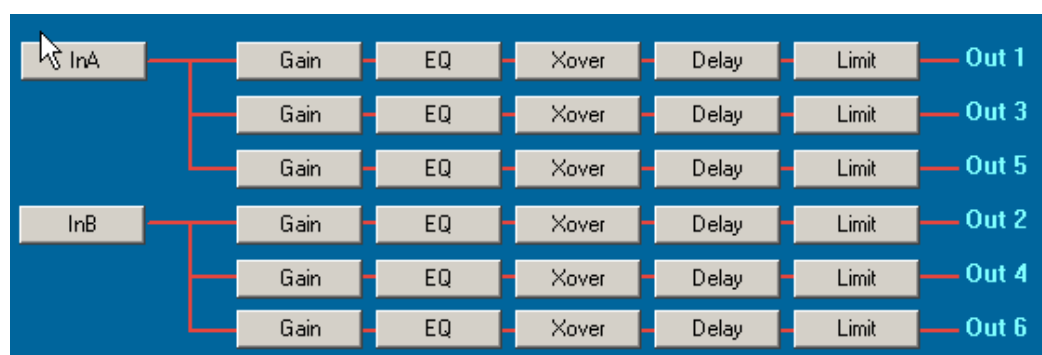 InA Gain EQ Xover Delay Limit Out 1
Gain EQ Xover Delay Limit Out 3
Gain EQ Xover Delay Limit Out 5
InB Gain EQ Xover Delay Limit Out 2
Gain EQ Xover Delay Limit Out 4
Gain EQ Xover Delay Limit Out 6